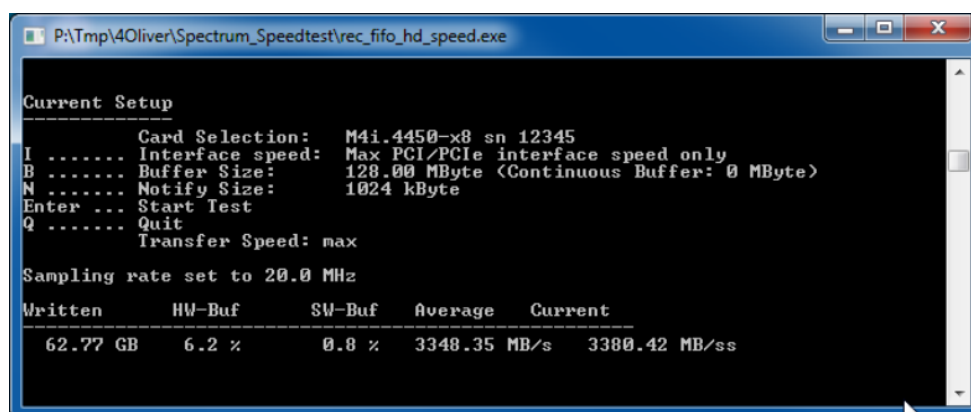 P:\Tmp\4Oliver\Spectrum_Speedtest\rec_fifo_hd_speed.exe
Current Setup
Card Selection: M4i.4450-x8 sn 12345
I ....... Interface speed: Max PCI/PCIe interface speed only
B ....... Buffer Size: 128.00 MByte (Continuous Buffer: 0 MByte)
N ....... Notify Size: 1024 kByte
Enter ... Start Test
Q ....... Quit
Transfer Speed: max
Sampling rate set to 20.0 MHz
Written HW-Buf SW-Buf Average Current
62.77 GB 6.2 % 0.8 % 3348.35 MB/s 3380.42 MB/ss